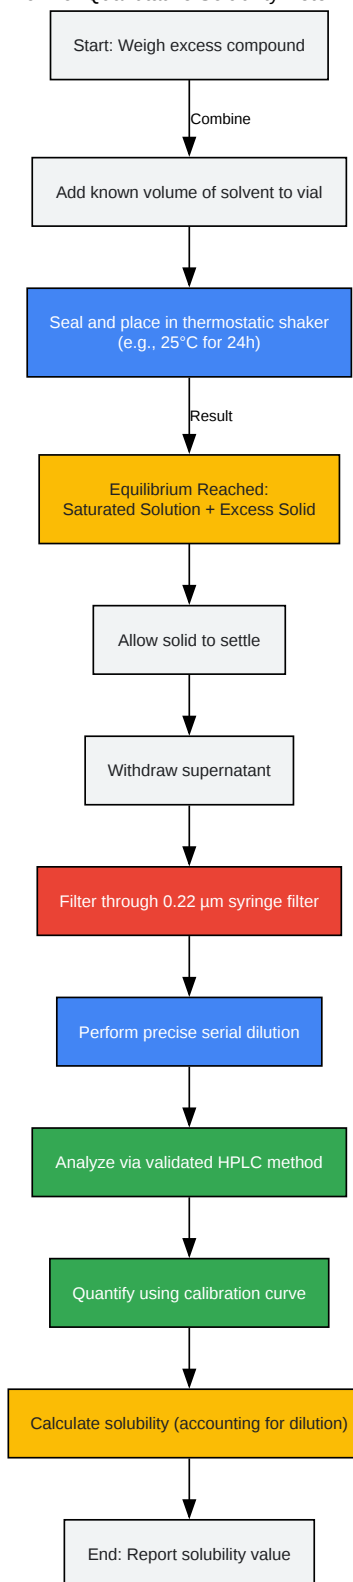 Start: Weigh excess compound
Combine
Add known volume of solvent to vial
Seal and place in thermostatic shaker
(e.g., 25°C for 24h)
Result
Equilibrium Reached:
Saturated Solution + Excess Solid
Allow solid to settle
Withdraw supernatant
Filter through 0.22 µm syringe filter
Perform precise serial dilution
Analyze via validated HPLC method
Quantify using calibration curve
Calculate solubility (accounting for dilution)
End: Report solubility value